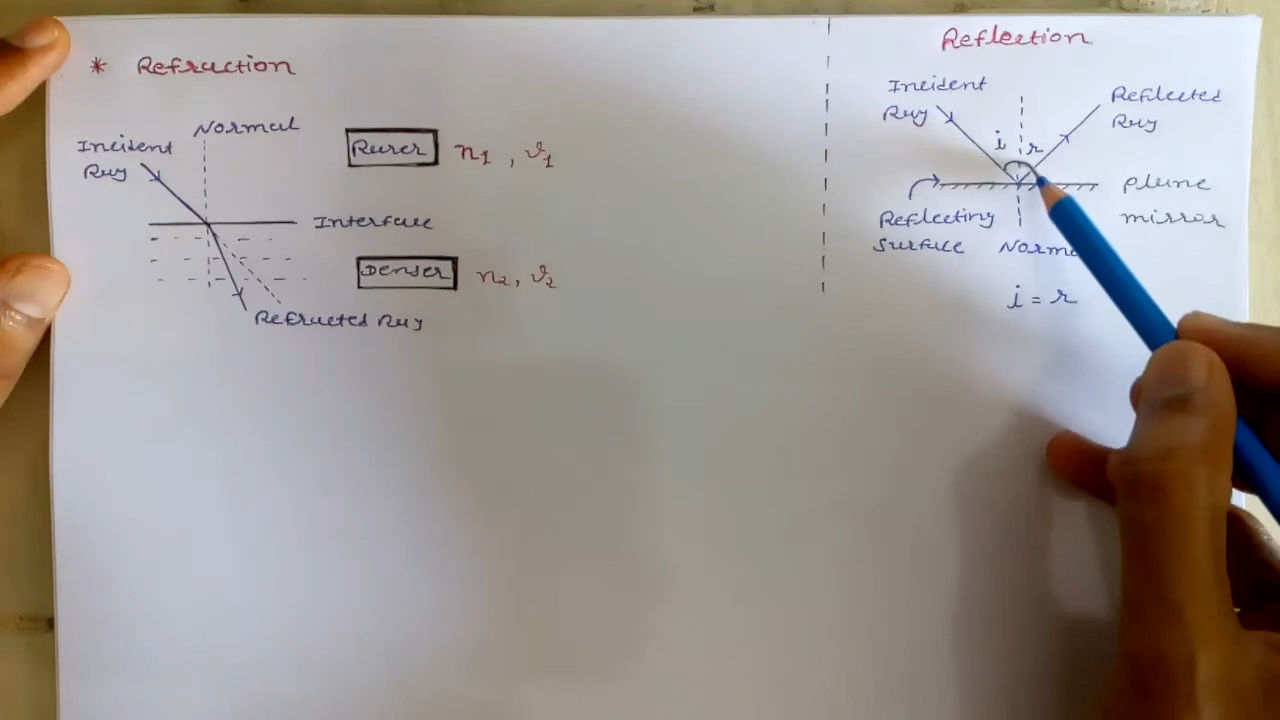 * Refraction
Normal
Incident
Ray
Rarer
n1 , v1
Interface
Denser
n2, v2
Refracted Ray
Reflection
Incident
Ray
Reflected
Ray
i
r
plane
mirror
Reflecting
Surface
Norma
i = r